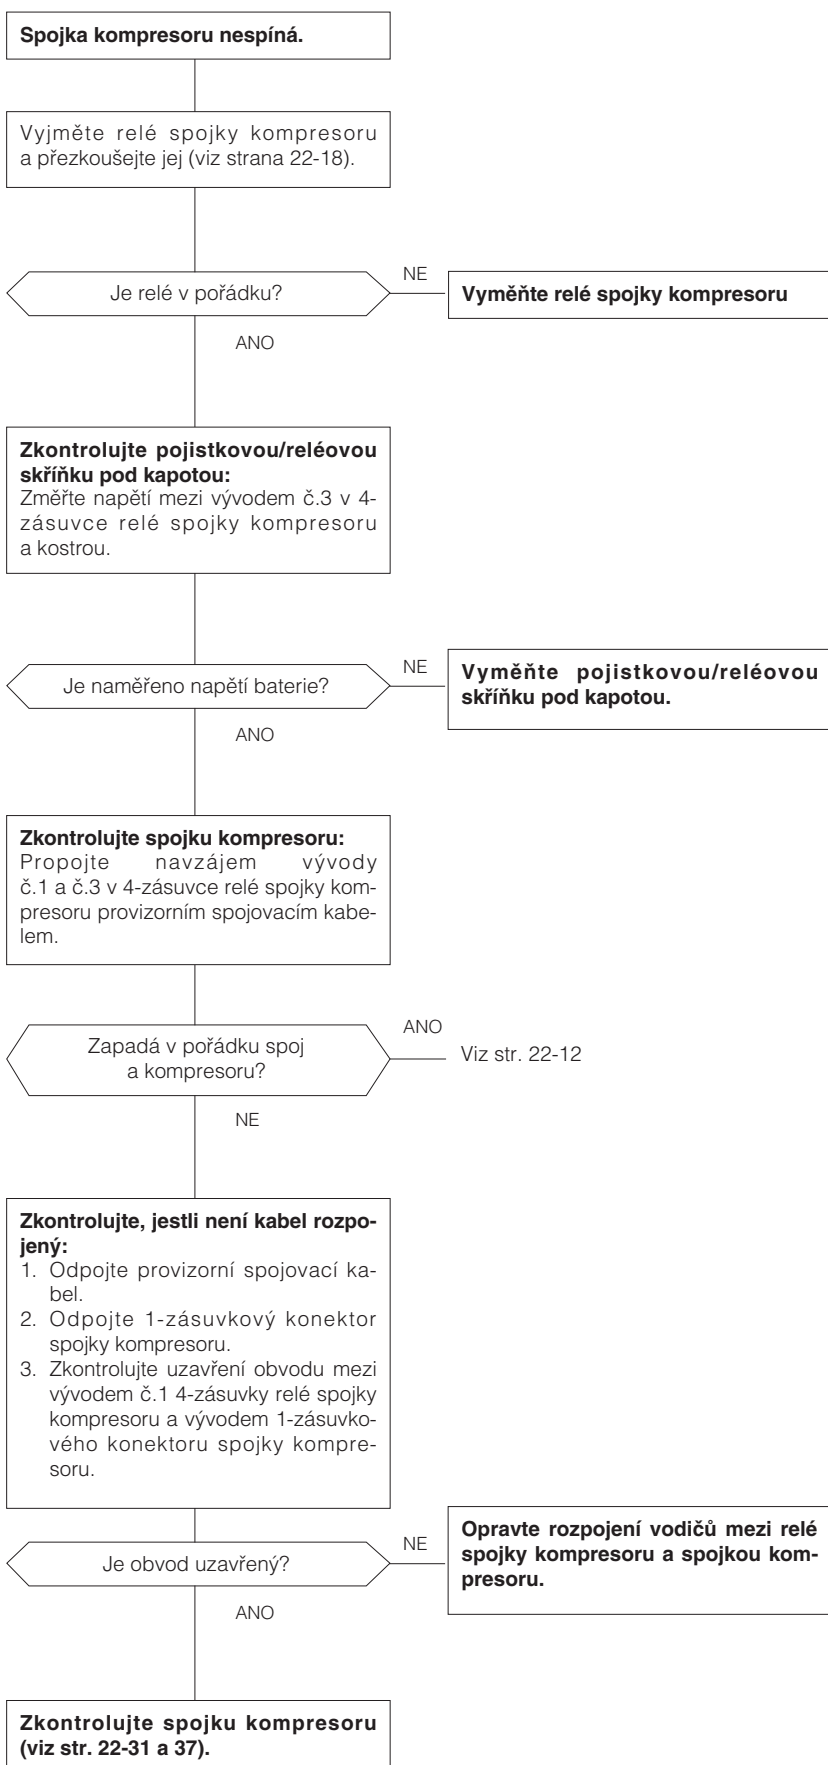 Spojka kompresoru nespíná.
Vyjměte relé spojky kompresoru
a přezkoušejte jej (viz strana 22-18).
Je relé v pořádku?
NE
Vyměňte relé spojky kompresoru
ANO
Zkontrolujte pojistkovou/reléovou
skříňku pod kapotou:
Změřte napětí mezi vývodem č.3 v 4-
zásuvce relé spojky kompresoru
a kostrou.
Je naměřeno napětí baterie?
NE
Vyměňte pojistkovou/reléovou
skříňku pod kapotou.
ANO
Zkontrolujte spojku kompresoru:
Propojte navzájem vývody
č.1 a č.3 v 4-zásuvce relé spojky kom-
presoru provizorním spojovacím kabe-
lem.
Zapadá v pořádku spoj
a kompresoru?
ANO
Viz str. 22-12
NE
Zkontrolujte, jestli není kabel rozpo-
jený:
1. Odpojte provizorní spojovací ka-
bel.
2. Odpojte 1-zásuvkový konektor
spojky kompresoru.
3. Zkontrolujte uzavření obvodu mezi
vývodem č.1 4-zásuvky relé spojky
kompresoru a vývodem 1-zásuvko-
vého konektoru spojky kompre-
soru.
Je obvod uzavřený?
NE
Opravte rozpojení vodičů mezi relé
spojky kompresoru a spojkou kom-
presoru.
ANO
Zkontrolujte spojku kompresoru
(viz str. 22-31 a 37).